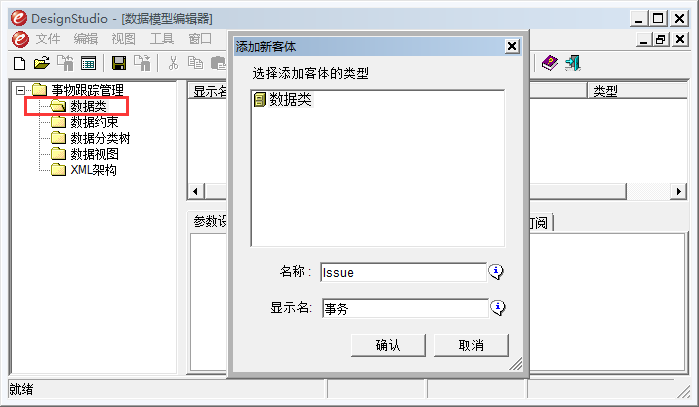 DesignStudio - [数据模型编辑器]
文件 编辑 视图 工具 窗口
添加新客体
选择添加客体的类型
数据类
名称：
Issue
显示名:
事务
确认
取消
事物跟踪管理
数据类
数据约束
数据分类树
数据视图
XML架构
显示名
类型
参数设
订阅
就绪